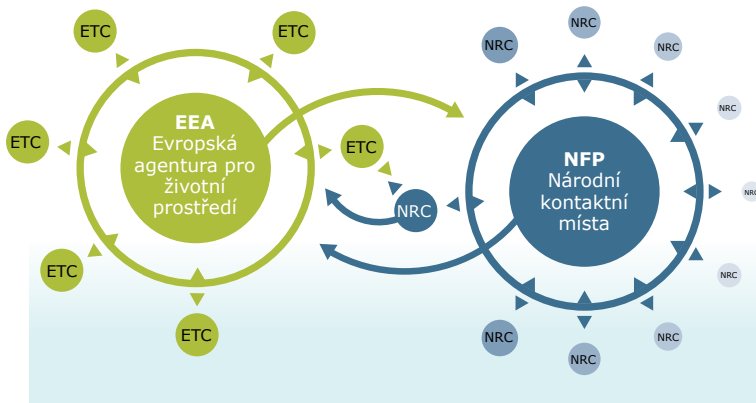 ETC
ETC
NRC
NRC
NRC
NRC
EEA
Evropská
agentura pro
životní
prostředí
ETC
ETC
NFP
Národní
kontaktní
místa
NRC
NRC
ETC
ETC
NRC
NRC
NRC
NRC